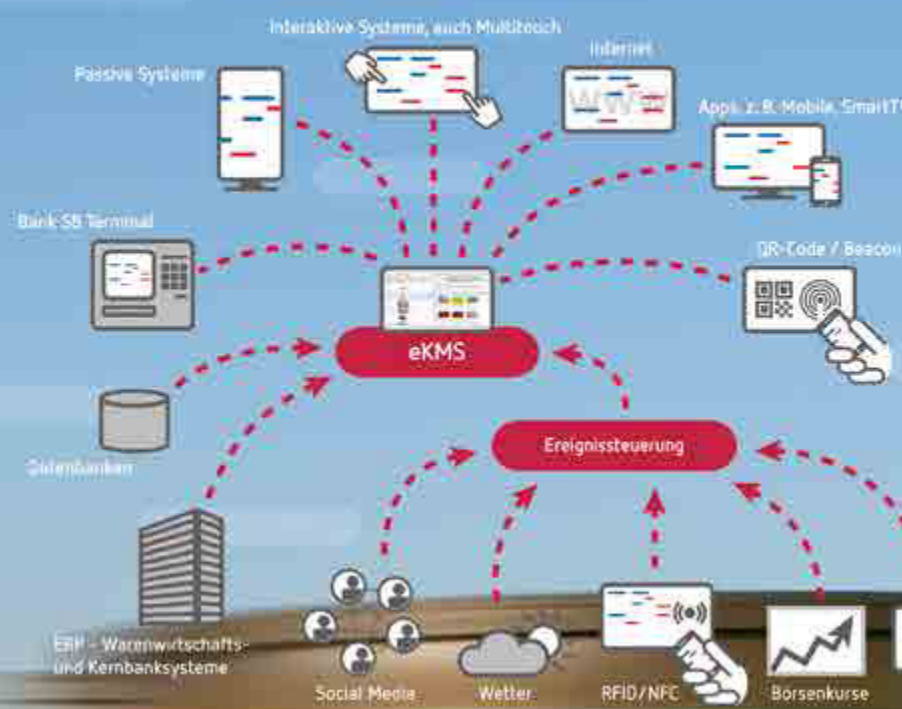 Interaktive Systeme, auch Multitouch
Internet
Passive Systeme
WWW
Apps, z. B. Mobile, SmartTV
Bank SB Terminal
QR-Code / Beacon
eKMS
Ereignissteuerung
Datenbanken
ERP - Warenwirtschafts-
und Kernbanksysteme
Social Media
Wetter
RFID/NFC
Börsenkurse